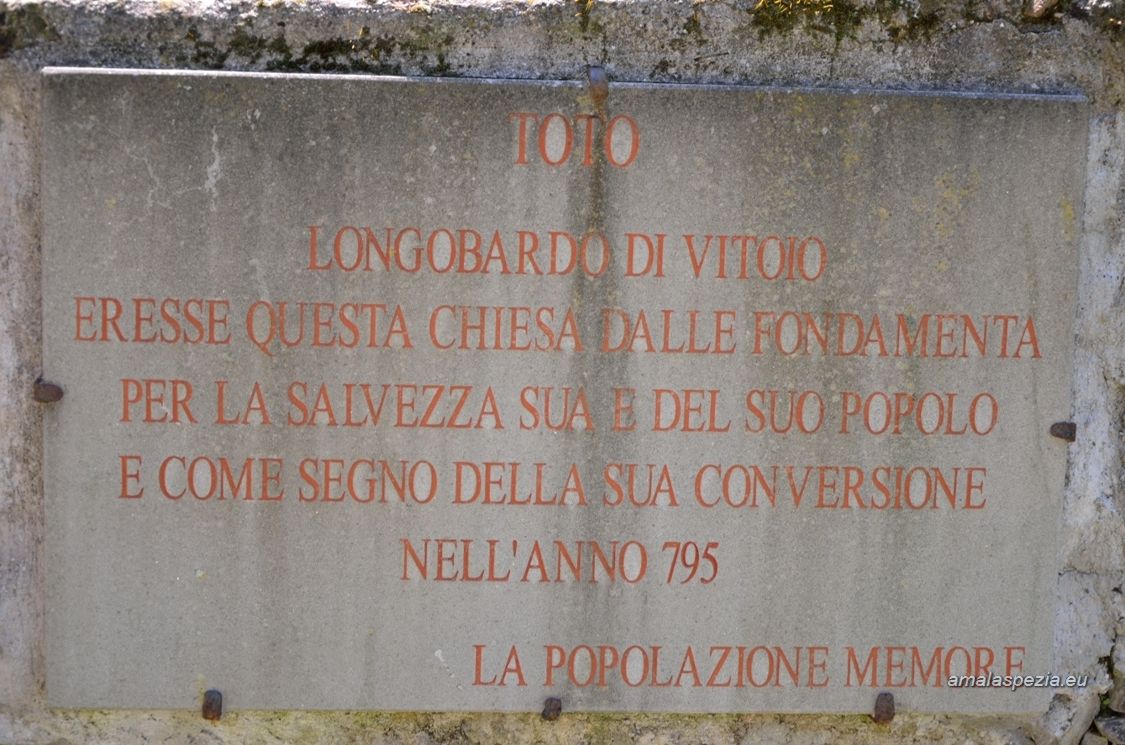 TOTO
LONGOBARDO DI VITOIO
ERESSE QUESTA CHIESA DALLE FONDAMENTA
PER LA SALVEZZA SUA E DEL SUO POPOLO
E COME SEGNO DELLA SUA CONVERSIONE
NELL'ANNO 795
LA POPOLAZIONE MEMORE
amalaspezia.eu